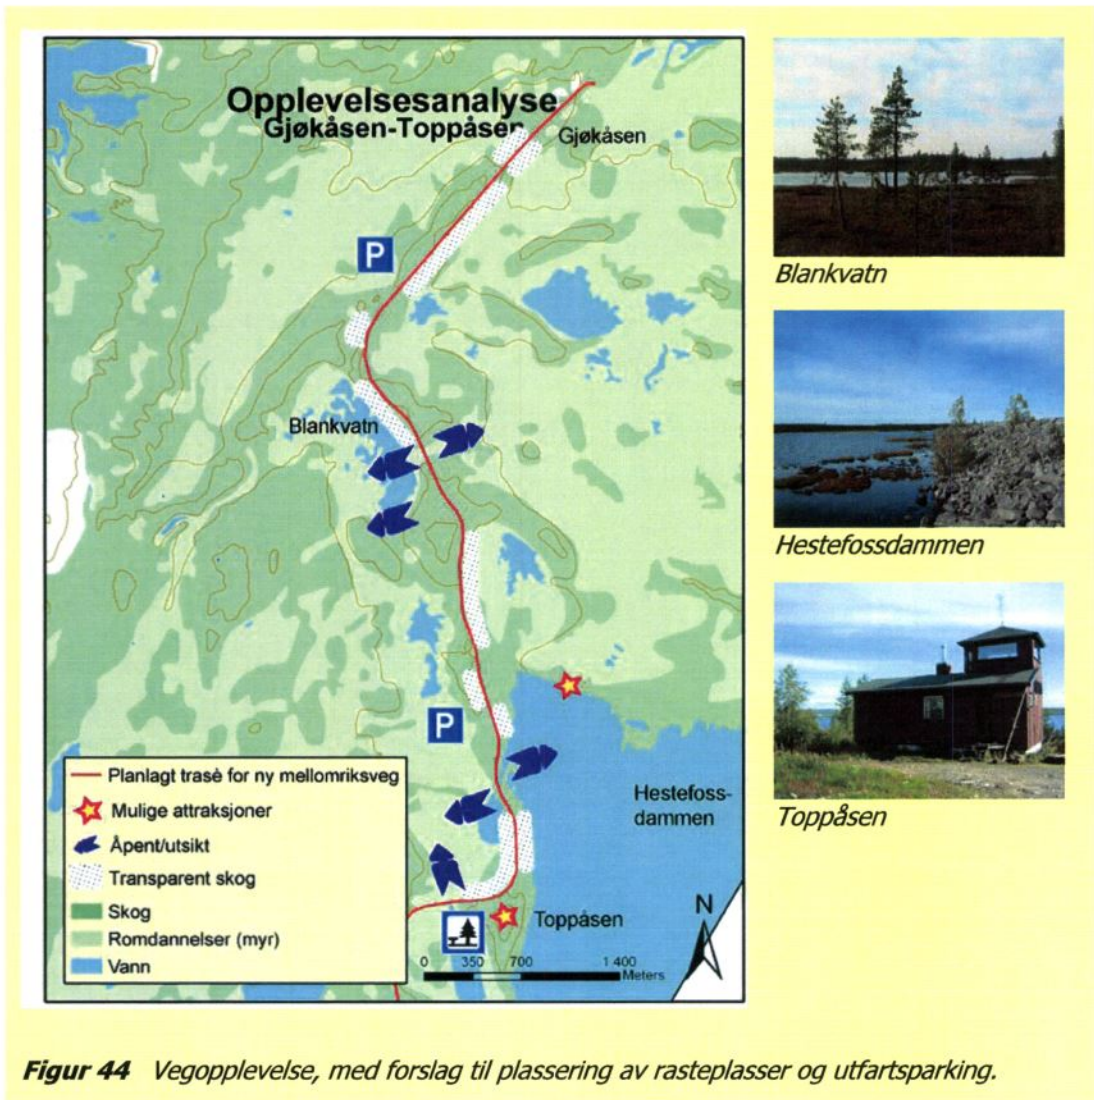 Opplevelsesanalyse
Gjøkåsen-Toppåsen
Gjøkåsen
P
Blankvatn
P
Hestefoss-
dammen
Toppåsen
N
0 350 700 1 400
Meters
Planlagt trasè for ny mellomriksveg
Mulige attraksjoner
Åpent/utsikt
Transparent skog
Skog
Romdannelser (myr)
Vann
Blankvatn
Hestefossdammen
Toppåsen
Figur 44 Vegopplevelse, med forslag til plassering av rasteplasser og utfartsparking.